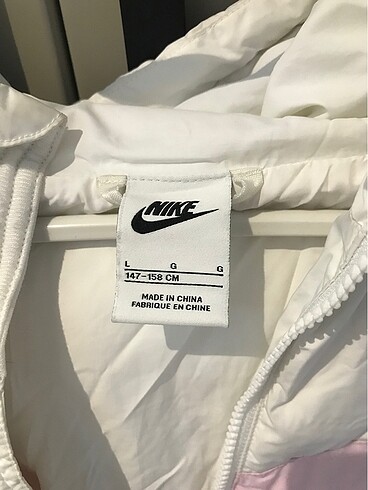 NIKE
L G G
147-158 CM
MADE IN CHINA
FABRIQUE EN CHINE